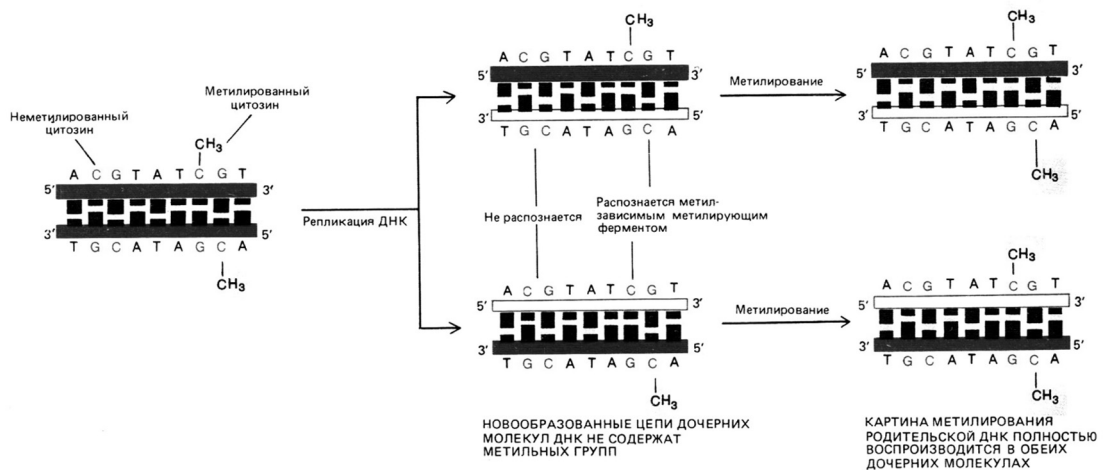 Неметилированный
цитозин
Метилированный
цитозин
CH₃
A C G T A T C G T
5′ 3′
3′ 5′
T G C A T A G C A
CH₃
Репликация ДНК
CH₃
A C G T A T C G T
5′ 3′
3′ 5′
T G C A T A G C A
Метилирование
CH₃
A C G T A T C G T
5′ 3′
3′ 5′
T G C A T A G C A
CH₃
Не распознается
Распознается метил-
зависимым метилирующим
ферментом
A C G T A T C G T
5′ 3′
3′ 5′
T G C A T A G C A
CH₃
Метилирование
CH₃
A C G T A T C G T
5′ 3′
3′ 5′
T G C A T A G C A
CH₃
НОВООБРАЗОВАННЫЕ ЦЕПИ ДОЧЕРНИХ
МОЛЕКУЛ ДНК НЕ СОДЕРЖАТ
МЕТИЛЬНЫХ ГРУПП
КАРТИНА МЕТИЛИРОВАНИЯ
РОДИТЕЛЬСКОЙ ДНК ПОЛНОСТЬЮ
ВОСПРОИЗВОДИТСЯ В ОБЕИХ
ДОЧЕРНИХ МОЛЕКУЛАХ